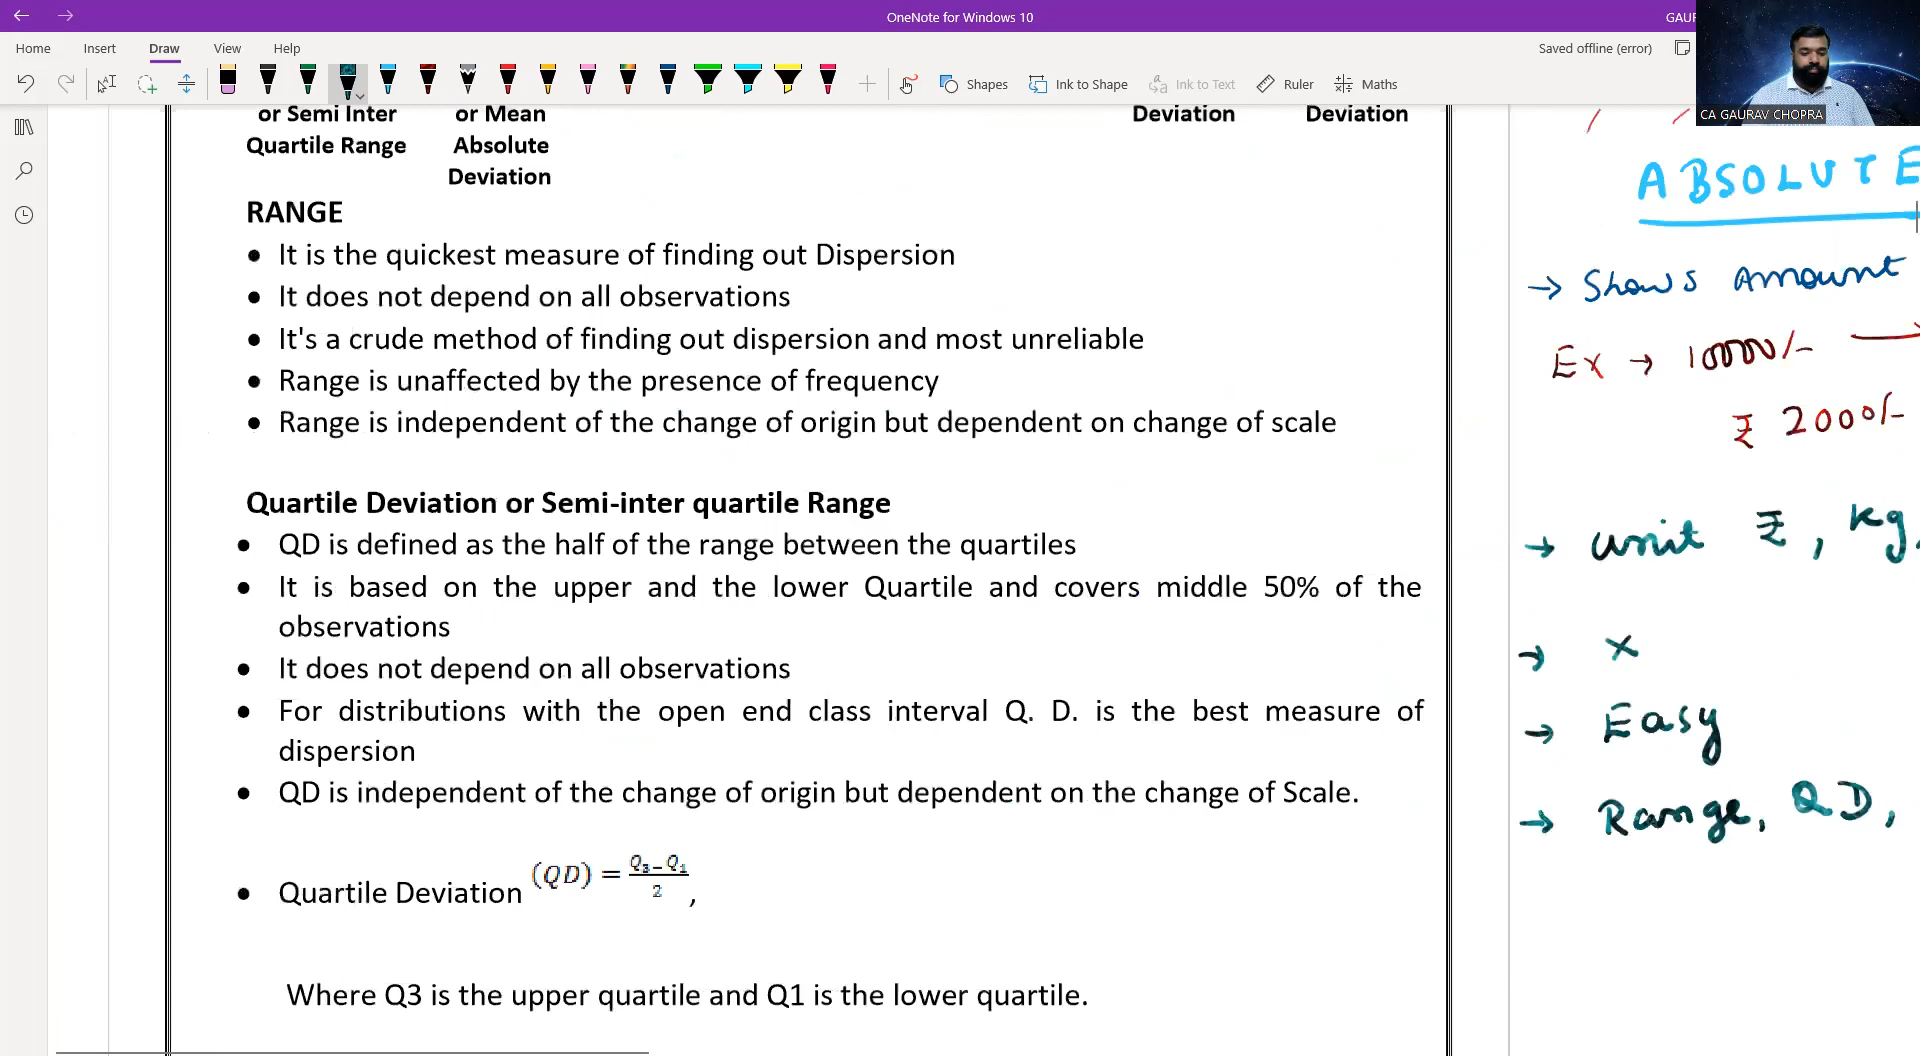 OneNote for Windows 10
GAUR
Home Insert Draw View Help
Saved offline (error)
Shapes Ink to Shape Ink to Text Ruler Maths
CA GAURAV CHOPRA
or Semi Inter
Quartile Range
or Mean
Absolute
Deviation
Deviation
Deviation
RANGE
• It is the quickest measure of finding out Dispersion
• It does not depend on all observations
• It's a crude method of finding out dispersion and most unreliable
• Range is unaffected by the presence of frequency
• Range is independent of the change of origin but dependent on change of scale
Quartile Deviation or Semi-inter quartile Range
• QD is defined as the half of the range between the quartiles
• It is based on the upper and the lower Quartile and covers middle 50% of the
observations
• It does not depend on all observations
• For distributions with the open end class interval Q. D. is the best measure of
dispersion
• QD is independent of the change of origin but dependent on the change of Scale.
• Quartile Deviation (QD) = Q₃ - Q₁ / 2 ,
Where Q3 is the upper quartile and Q1 is the lower quartile.
ABSOLUTE
→ Shows Amount
Ex → 10000/- →
₹ 2000/-
→ unit ₹, kg,
→ ×
→ Easy
→ Range, QD,